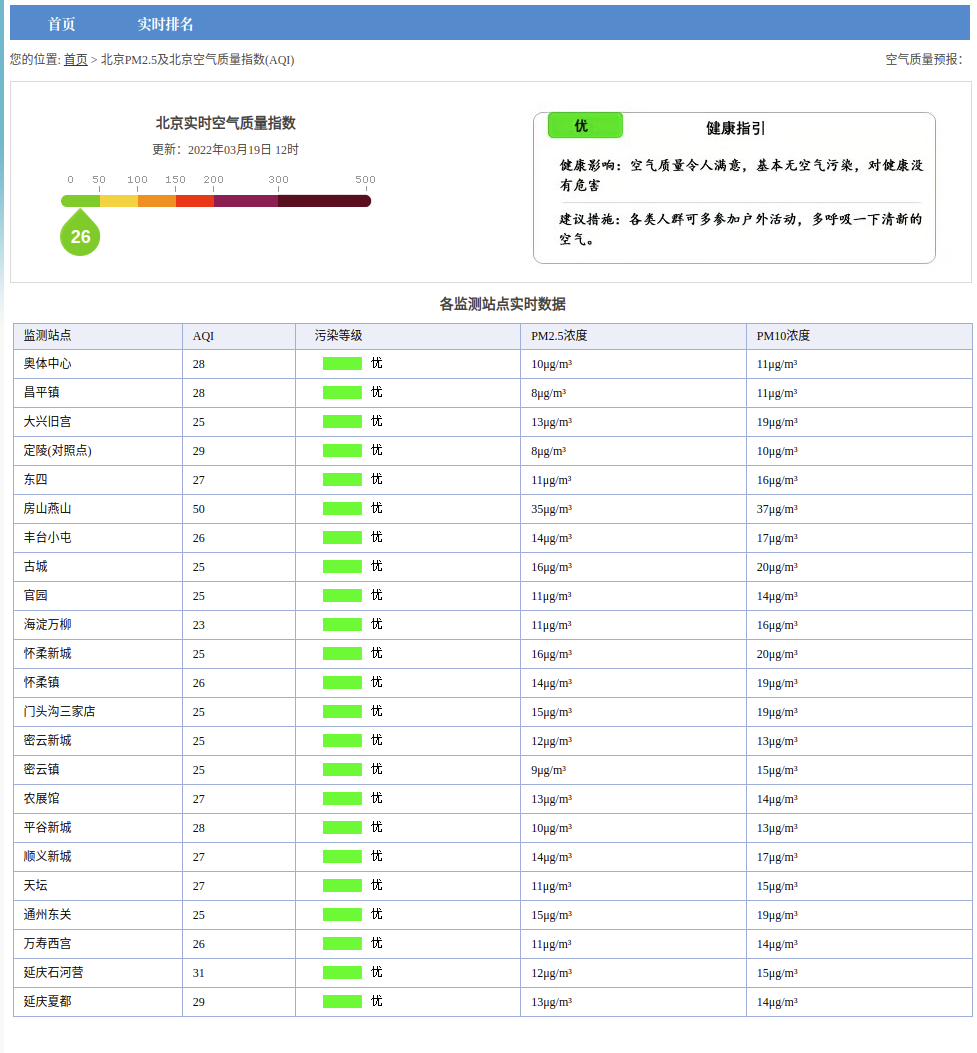 首页 实时排名
您的位置: 首页 > 北京PM2.5及北京空气质量指数(AQI) 空气质量预报：
北京实时空气质量指数
更新：2022年03月19日 12时
0 50 100 150 200 300 500
26
优 健康指引
健康影响：空气质量令人满意，基本无空气污染，对健康没
有危害
建议措施：各类人群可多参加户外活动，多呼吸一下清新的
空气。
各监测站点实时数据
监测站点 AQI 污染等级 PM2.5浓度 PM10浓度
奥体中心 28 优 10μg/m³ 11μg/m³
昌平镇 28 优 8μg/m³ 11μg/m³
大兴旧宫 25 优 13μg/m³ 19μg/m³
定陵(对照点) 29 优 8μg/m³ 10μg/m³
东四 27 优 11μg/m³ 16μg/m³
房山燕山 50 优 35μg/m³ 37μg/m³
丰台小屯 26 优 14μg/m³ 17μg/m³
古城 25 优 16μg/m³ 20μg/m³
官园 25 优 11μg/m³ 14μg/m³
海淀万柳 23 优 11μg/m³ 16μg/m³
怀柔新城 25 优 16μg/m³ 20μg/m³
怀柔镇 26 优 14μg/m³ 19μg/m³
门头沟三家店 25 优 15μg/m³ 19μg/m³
密云新城 25 优 12μg/m³ 13μg/m³
密云镇 25 优 9μg/m³ 15μg/m³
农展馆 27 优 13μg/m³ 14μg/m³
平谷新城 28 优 10μg/m³ 13μg/m³
顺义新城 27 优 14μg/m³ 17μg/m³
天坛 27 优 11μg/m³ 15μg/m³
通州东关 25 优 15μg/m³ 19μg/m³
万寿西宫 26 优 11μg/m³ 14μg/m³
延庆石河营 31 优 12μg/m³ 15μg/m³
延庆夏都 29 优 13μg/m³ 14μg/m³